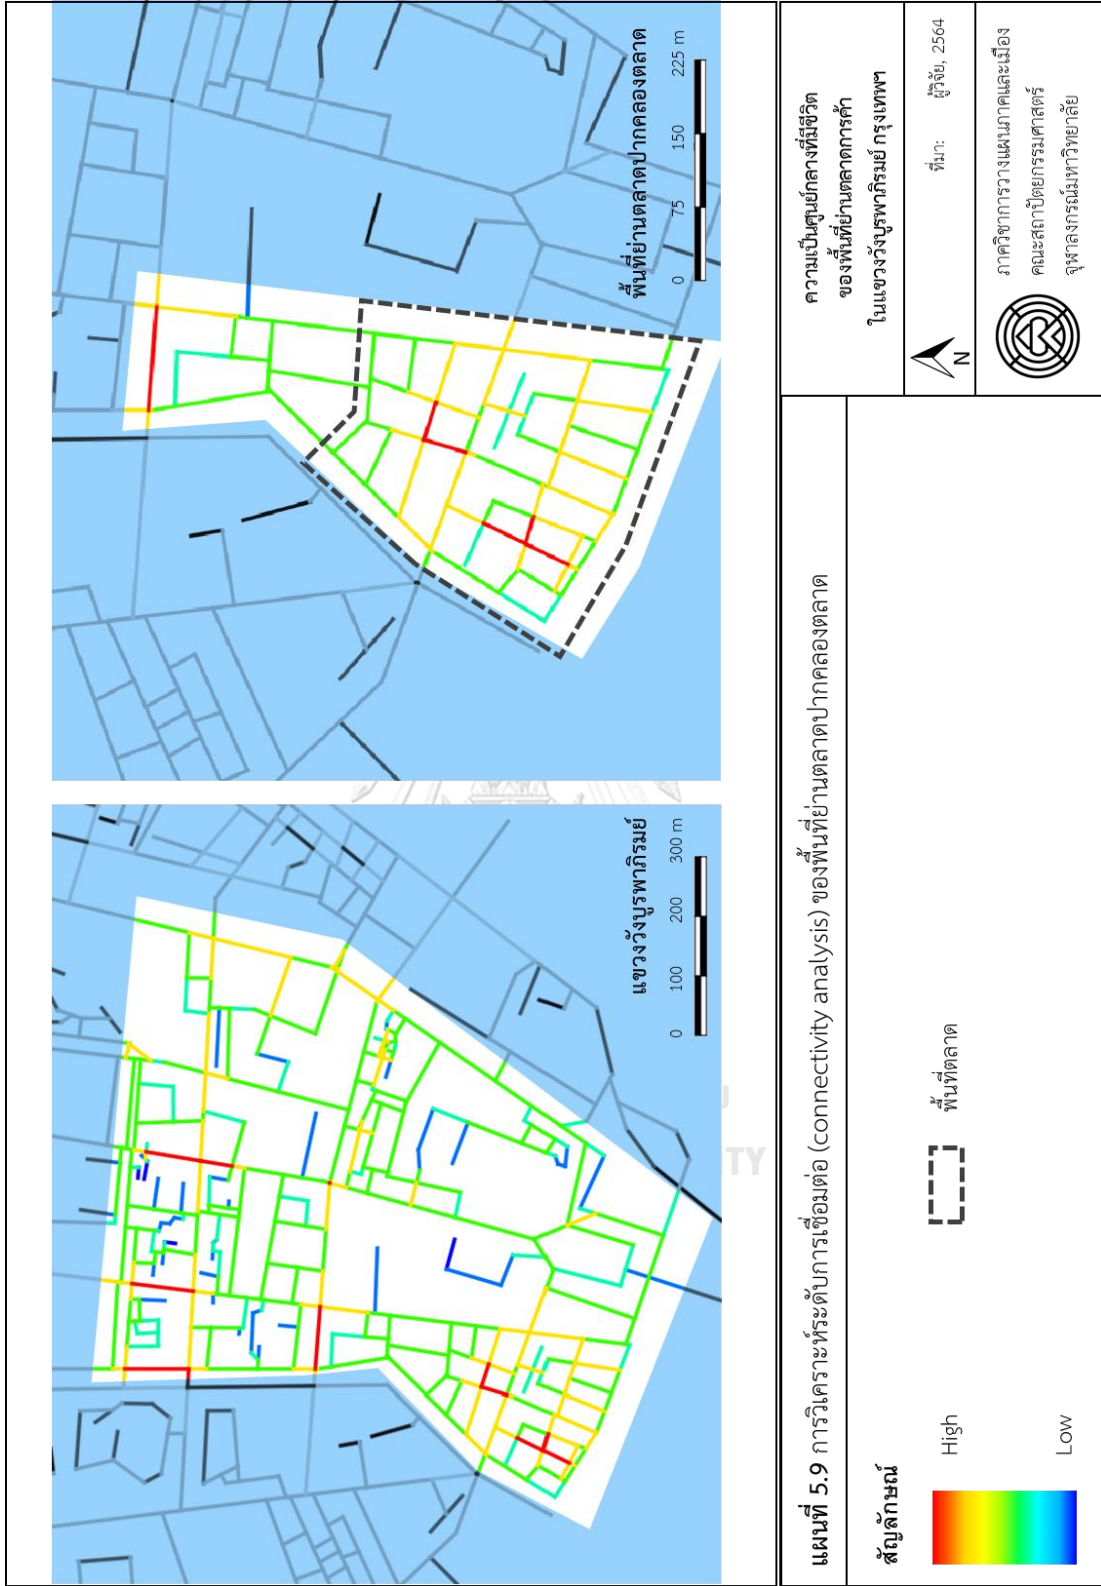 แขวงวังบูรพาภิรมย์
0 100 200 300 m
พื้นที่ย่านตลาดปากคลองตลาด
0 75 150 225 m
TY
แผนที่ 5.9 การวิเคราะห์ระดับการเชื่อมต่อ (connectivity analysis) ของพื้นที่ย่านตลาดปากคลองตลาด
สัญลักษณ์
High
Low
พื้นที่ตลาด
ความเป็นศูนย์กลางที่มีชีวิต
ของพื้นที่ย่านตลาดการค้า
ในแขวงวังบูรพาภิรมย์ กรุงเทพฯ
N
ที่มา: ผู้วิจัย, 2564
ภาควิชาการวางแผนภาคและเมือง
คณะสถาปัตยกรรมศาสตร์
จุฬาลงกรณ์มหาวิทยาลัย